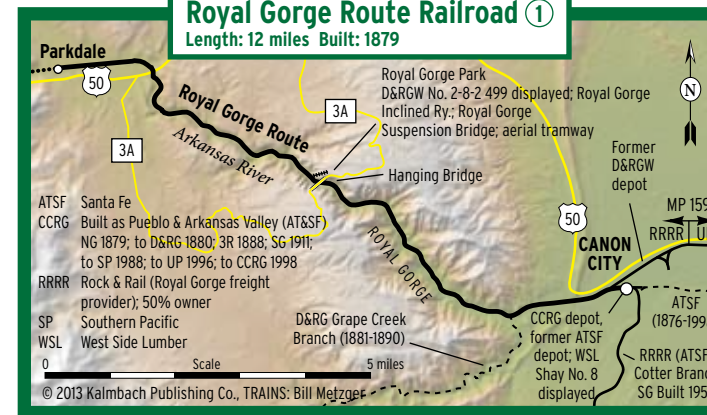 Royal Gorge Route Railroad 1
Length: 12 miles Built: 1879
Parkdale
50
3A
Royal Gorge Route
Arkansas River
3A
Royal Gorge Park
D&RGW No. 2-8-2 499 displayed; Royal Gorge
Inclined Ry.; Royal Gorge
Suspension Bridge; aerial tramway
Hanging Bridge
N
Former
D&RGW
depot
MP 159
RRRR
50
CANON
CITY
ROYAL GORGE
ATSF Santa Fe
CCRG Built as Pueblo & Arkansas Valley (AT&SF)
NG 1879; to D&RG 1880; 3R 1888; SG 1911;
to SP 1988; to UP 1996; to CCRG 1998
RRRR Rock & Rail (Royal Gorge freight
provider); 50% owner
SP Southern Pacific
WSL West Side Lumber
D&RG Grape Creek
Branch (1881-1890)
CCRG depot,
former ATSF
depot; WSL
Shay No. 8
displayed
ATSF
(1876-199
RRRR (ATSF
Cotter Branc
SG Built 195
0 Scale 5 miles
© 2013 Kalmbach Publishing Co., TRAINS: Bill Metzger